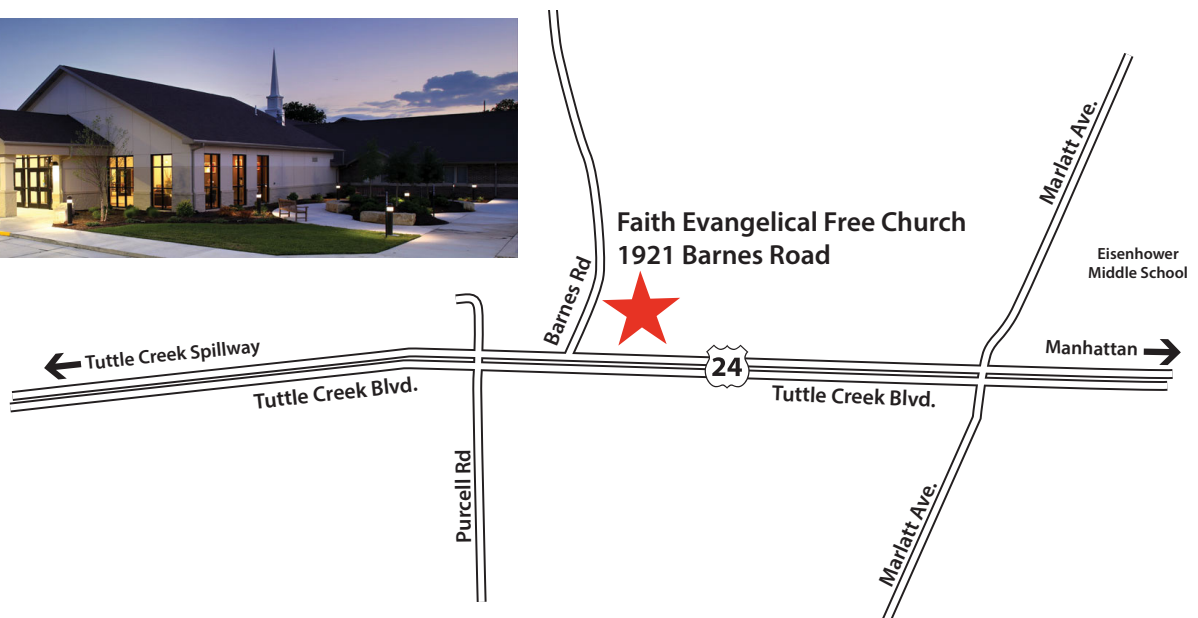 Faith Evangelical Free Church
1921 Barnes Road
Barnes Rd
Marlatt Ave.
Eisenhower
Middle School
Tuttle Creek Spillway
Tuttle Creek Blvd.
24
Manhattan
Tuttle Creek Blvd.
Purcell Rd
Marlatt Ave.